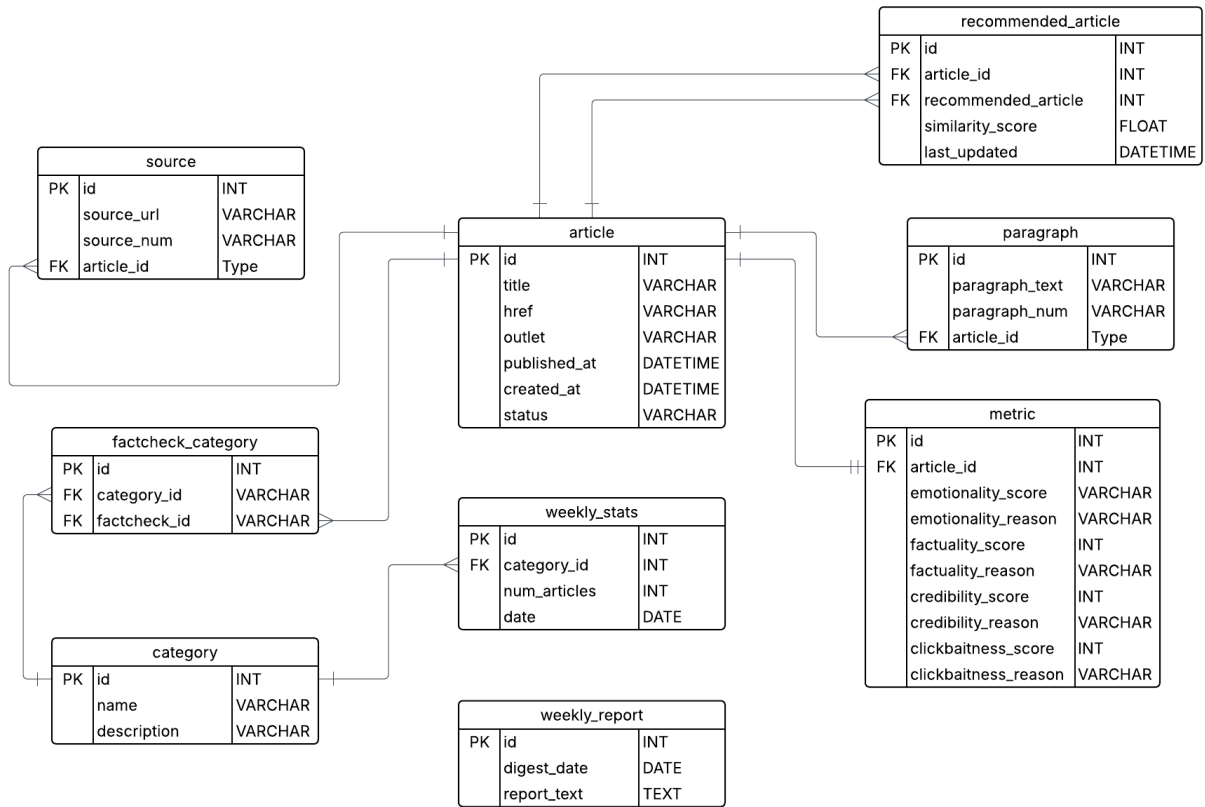 recommended_article
PK id INT
FK article_id INT
FK recommended_article INT
similarity_score FLOAT
last_updated DATETIME
source
PK id INT
source_url VARCHAR
source_num VARCHAR
FK article_id Type
article
PK id INT
title VARCHAR
href VARCHAR
outlet VARCHAR
published_at DATETIME
created_at DATETIME
status VARCHAR
paragraph
PK id INT
paragraph_text VARCHAR
paragraph_num VARCHAR
FK article_id Type
metric
PK id INT
FK article_id INT
emotionality_score VARCHAR
emotionality_reason VARCHAR
factuality_score INT
factuality_reason VARCHAR
credibility_score INT
credibility_reason VARCHAR
clickbaitness_score INT
clickbaitness_reason VARCHAR
factcheck_category
PK id INT
FK category_id VARCHAR
FK factcheck_id VARCHAR
weekly_stats
PK id INT
FK category_id INT
num_articles INT
date DATE
category
PK id INT
name VARCHAR
description VARCHAR
weekly_report
PK id INT
digest_date DATE
report_text TEXT